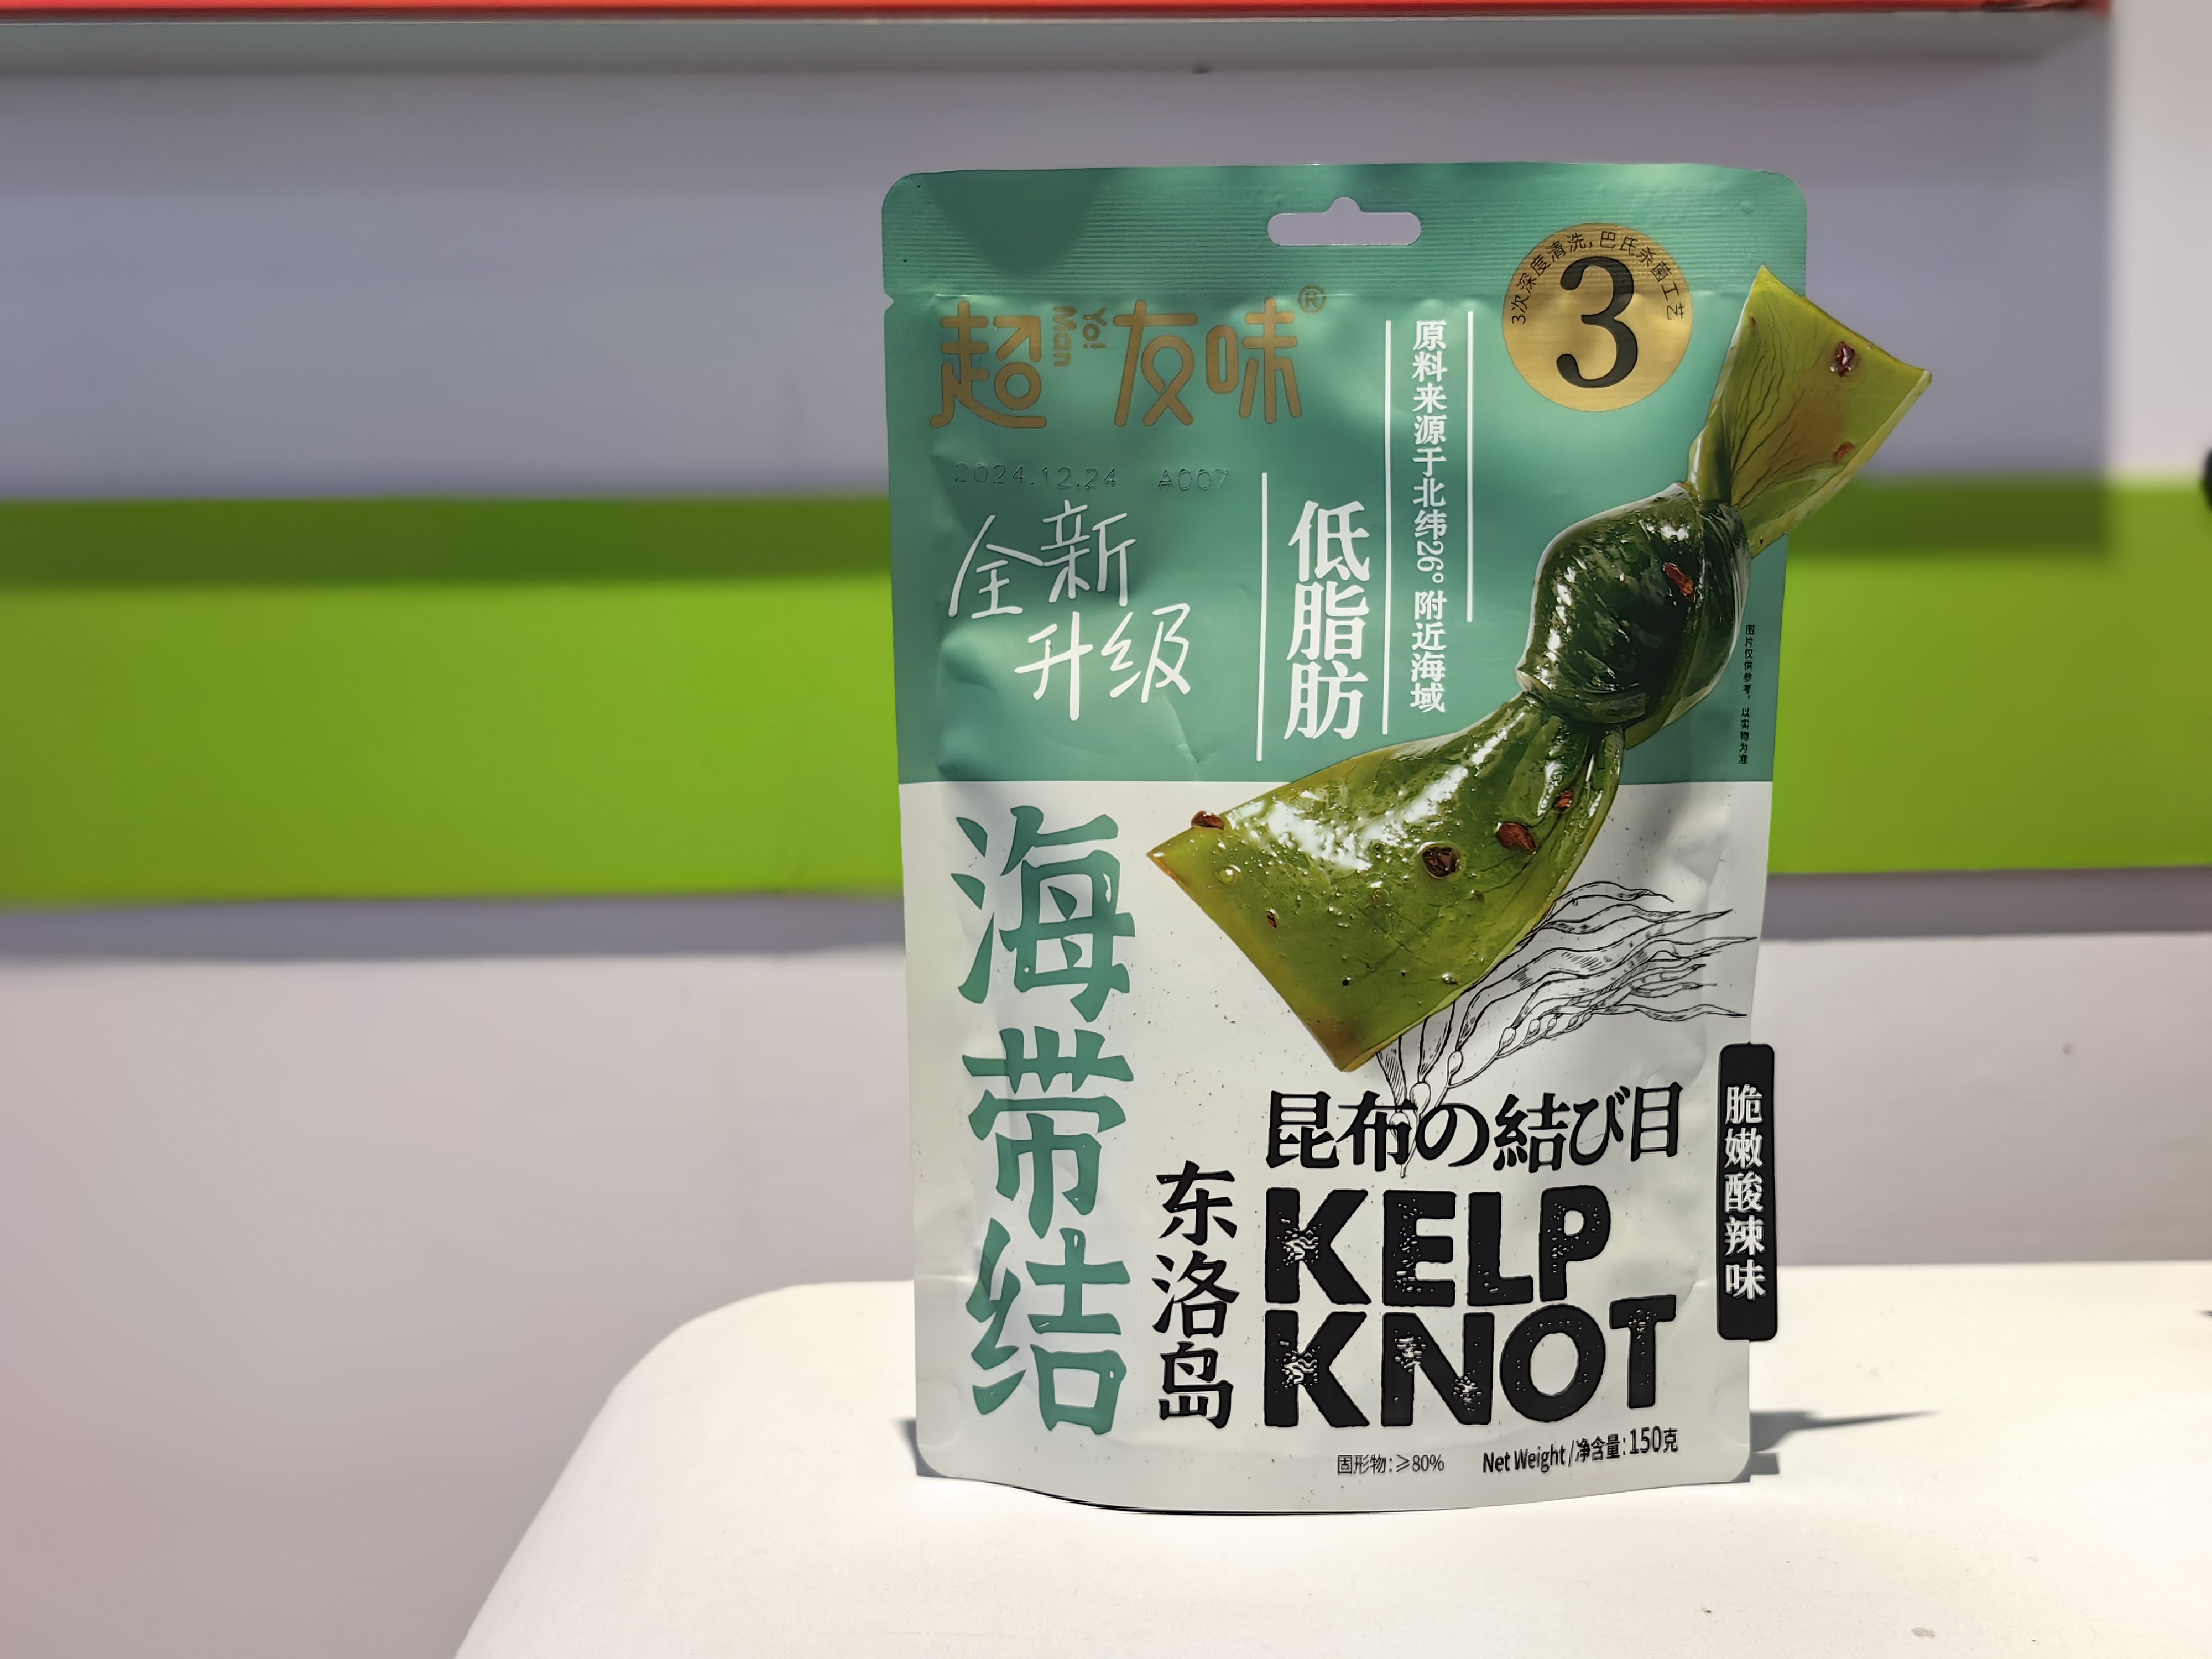 3次深度清洗,巴氏杀菌工艺
3
超友味®
Yo!
Man
2024.12.24 A007
全新
升级
低脂肪
原料来源于北纬26°附近海域
图片仅供参考，以实物为准
海带结
东洛岛
昆布の結び目
KELP
KNOT
脆嫩酸辣味
固形物:≥80%
Net Weight/净含量:150克